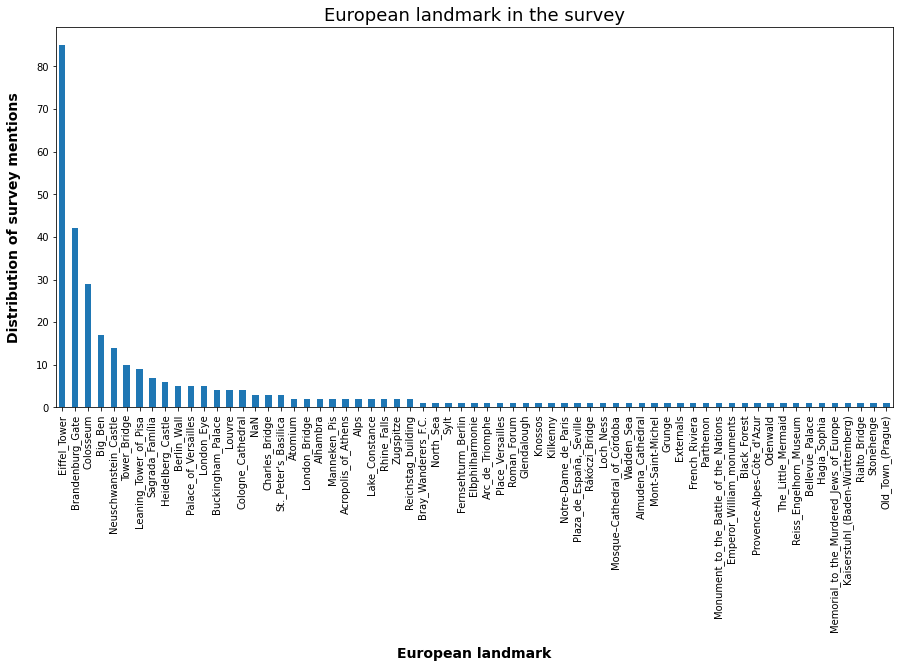 European landmark in the survey
Distribution of survey mentions
80
70
60
50
40
30
20
10
0
Eiffel_Tower
Brandenburg_Gate
Colosseum
Big_Ben
Neuschwanstein_Castle
Tower_Bridge
Leaning_Tower_of_Pisa
Sagrada_Família
Heidelberg_Castle
Berlin_Wall
Palace_of_Versailles
London_Eye
Buckingham_Palace
Louvre
Cologne_Cathedral
NaN
Charles_Bridge
St._Peter's_Basilica
Atomium
London_Bridge
Alhambra
Manneken_Pis
Acropolis_of_Athens
Alps
Lake_Constance
Rhine_Falls
Zugspitze
Reichstag_building
Bray_Wanderers_F.C.
North_Sea
Sylt
Fernsehturm_Berlin
Elbphilharmonie
Arc_de_Triomphe
Place_Versailles
Roman_Forum
Glendalough
Knossos
Kilkenny
Notre-Dame_de_Paris
Plaza_de_España,_Seville
Rákóczi_Bridge
Loch_Ness
Mosque–Cathedral_of_Córdoba
Wadden_Sea
Almudena_Cathedral
Mont-Saint-Michel
Grunge
Externals
French_Riviera
Parthenon
Monument_to_the_Battle_of_the_Nations
Emperor_William_monuments
Black_Forest
Provence-Alpes-Côte_d'Azur
Odenwald
The_Little_Mermaid
Reiss_Engelhorn_Museum
Bellevue_Palace
Hagia_Sophia
Memorial_to_the_Murdered_Jews_of_Europe
Kaiserstuhl_(Baden-Württemberg)
Rialto_Bridge
Stonehenge
Old_Town_(Prague)
European landmark